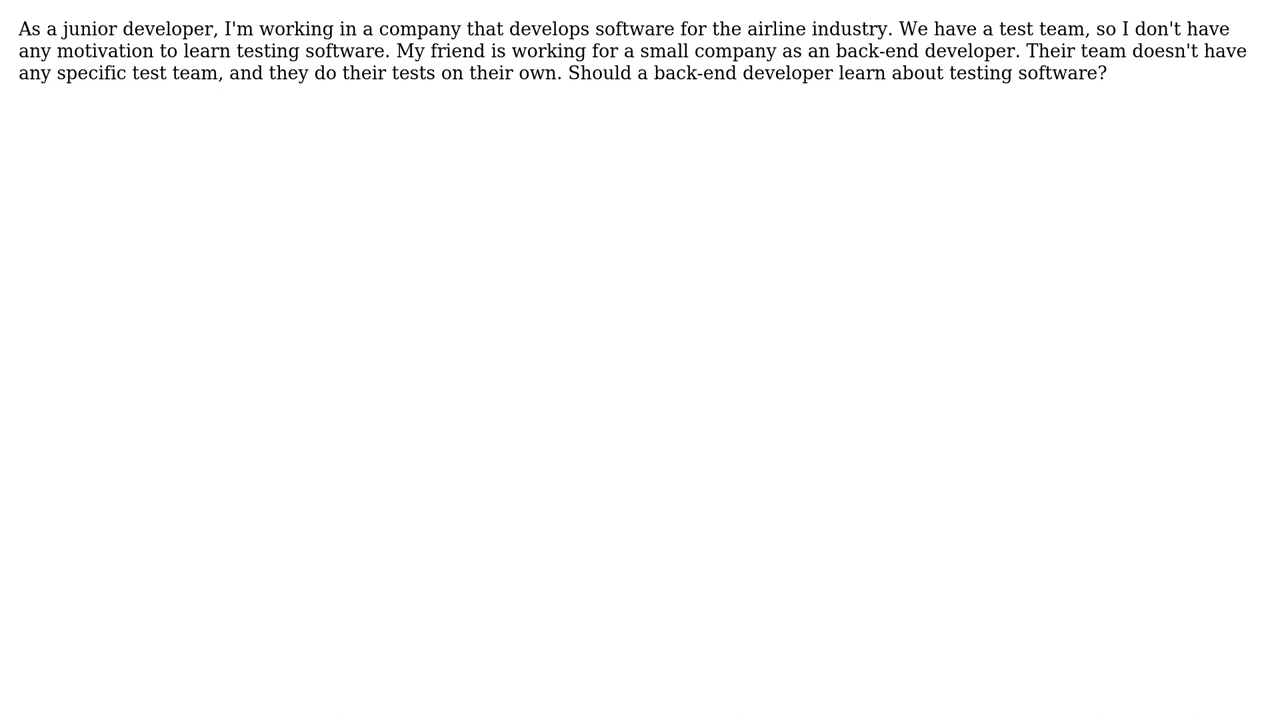 As a junior developer, I'm working in a company that develops software for the airline industry. We have a test team, so I don't have
any motivation to learn testing software. My friend is working for a small company as an back-end developer. Their team doesn't have
any specific test team, and they do their tests on their own. Should a back-end developer learn about testing software?